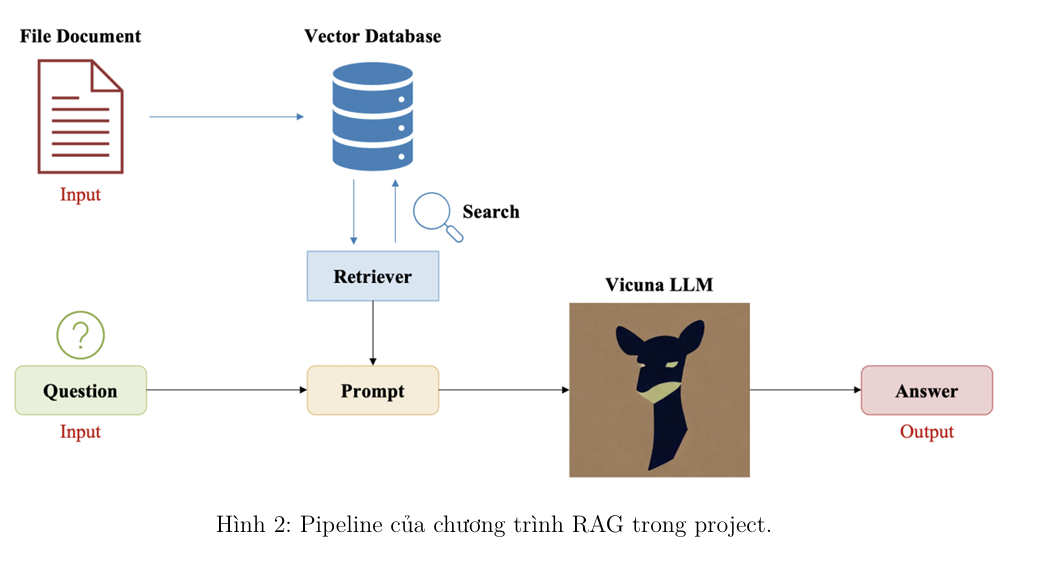 File Document
Vector Database
Input
Search
Retriever
Vicuna LLM
?
Question
Prompt
Answer
Input
Output
Hình 2: Pipeline của chương trình RAG trong project.